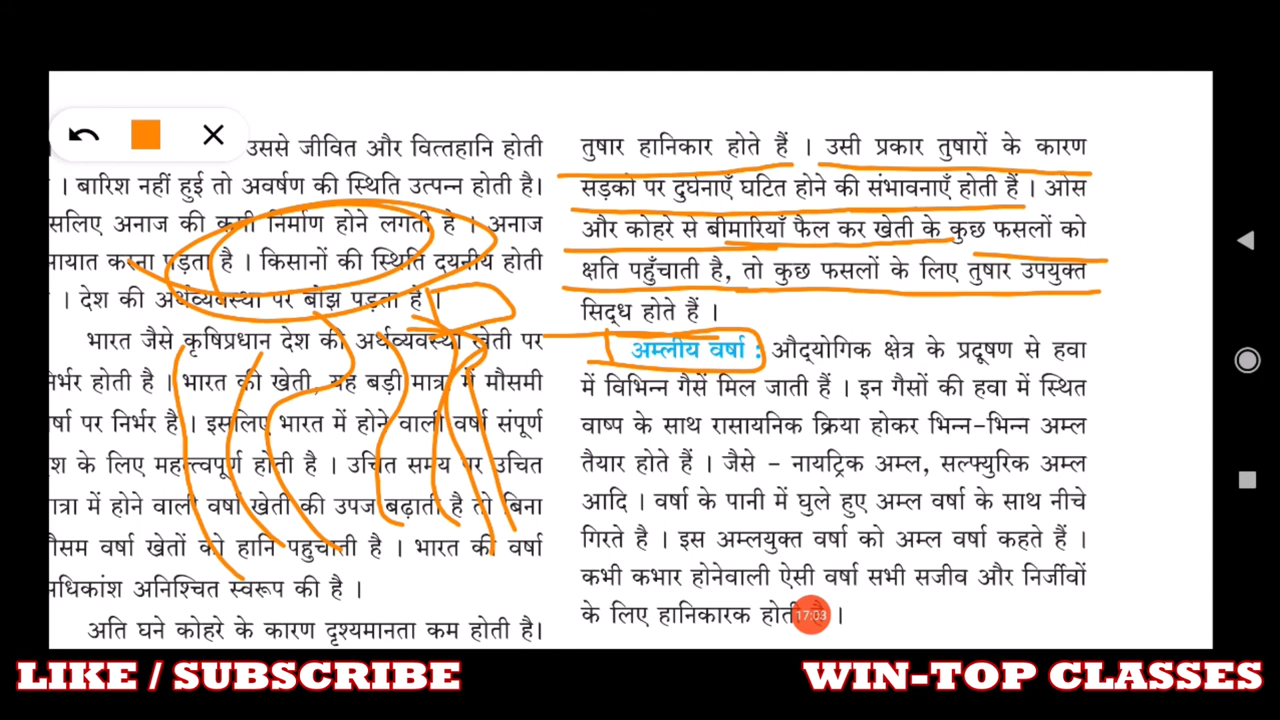 उससे जीवित और वित्तहानि होती
। बारिश नहीं हुई तो अवर्षण की स्थिति उत्पन्न होती है।
अनाज की कमी निर्माण होने लगती है । अनाज
करना पड़ता है । किसानों की स्थिति दयनीय होती
। देश की अर्थव्यवस्था पर बोझ पड़ता है ।
भारत जैसे कृषिप्रधान देश की अर्थव्यवस्था खेती पर
होती है । भारत की खेती, यह बड़ी मात्रा में मौसमी
पर निर्भर है । इसलिए भारत में होने वाली वर्षा संपूर्ण
के लिए महत्त्वपूर्ण होती है । उचित समय पर उचित
में होने वाली वर्षा खेती की उपज बढ़ाती है तो बिना
वर्षा खेतों को हानि पहुचाती है । भारत की वर्षा
अनिश्चित स्वरूप की है ।
अति घने कोहरे के कारण दृश्यमानता कम होती है।
तुषार हानिकार होते हैं । उसी प्रकार तुषारों के कारण
सड़को पर दुर्घनाएँ घटित होने की संभावनाएँ होती हैं । ओस
और कोहरे से बीमारियाँ फैल कर खेती के कुछ फसलों को
क्षति पहुँचाती है, तो कुछ फसलों के लिए तुषार उपयुक्त
सिद्ध होते हैं ।
अम्लीय वर्षा : औद्योगिक क्षेत्र के प्रदूषण से हवा
में विभिन्न गैसें मिल जाती हैं । इन गैसों की हवा में स्थित
वाष्प के साथ रासायनिक क्रिया होकर भिन्न-भिन्न अम्ल
तैयार होते हैं । जैसे - नायट्रिक अम्ल, सल्फ्युरिक अम्ल
आदि । वर्षा के पानी में घुले हुए अम्ल वर्षा के साथ नीचे
गिरते है । इस अम्लयुक्त वर्षा को अम्ल वर्षा कहते हैं ।
कभी कभार होनेवाली ऐसी वर्षा सभी सजीव और निर्जीवों
के लिए हानिकारक होती है ।
17:03
LIKE / SUBSCRIBE
WIN-TOP CLASSES